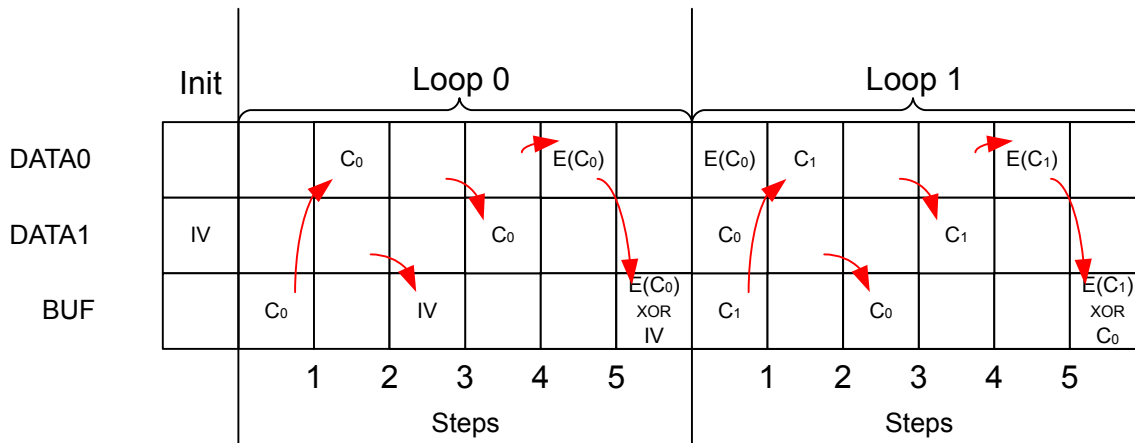 Init Loop 0 Loop 1
DATA0 C₀ E(C₀) E(C₀) C₁ E(C₁)
DATA1 IV C₀ C₀ C₁
BUF C₀ IV E(C₀) XOR IV C₁ C₀ E(C₁) XOR C₀
1 2 3 4 5 1 2 3 4 5
Steps Steps